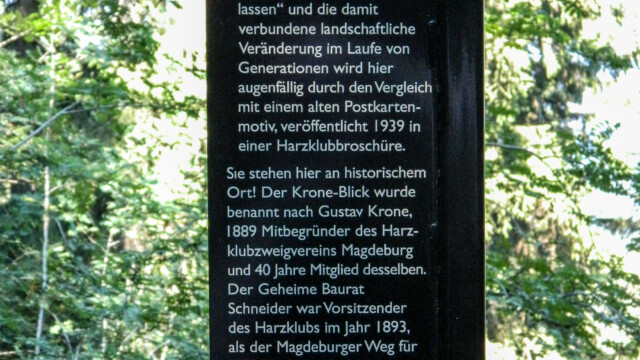 lassen“ und die damit
verbundene landschaftliche
Veränderung im Laufe von
Generationen wird hier
augenfällig durch den Vergleich
mit einem alten Postkarten-
motiv, veröffentlicht 1939 in
einer Harzklubbroschüre.
Sie stehen hier an historischem
Ort! Der Krone-Blick wurde
benannt nach Gustav Krone,
1889 Mitbegründer des Harz-
klubzweigvereins Magdeburg
und 40 Jahre Mitglied desselben.
Der Geheime Baurat
Schneider war Vorsitzender
des Harzklubs im Jahr 1893,
als der Magdeburger Weg für